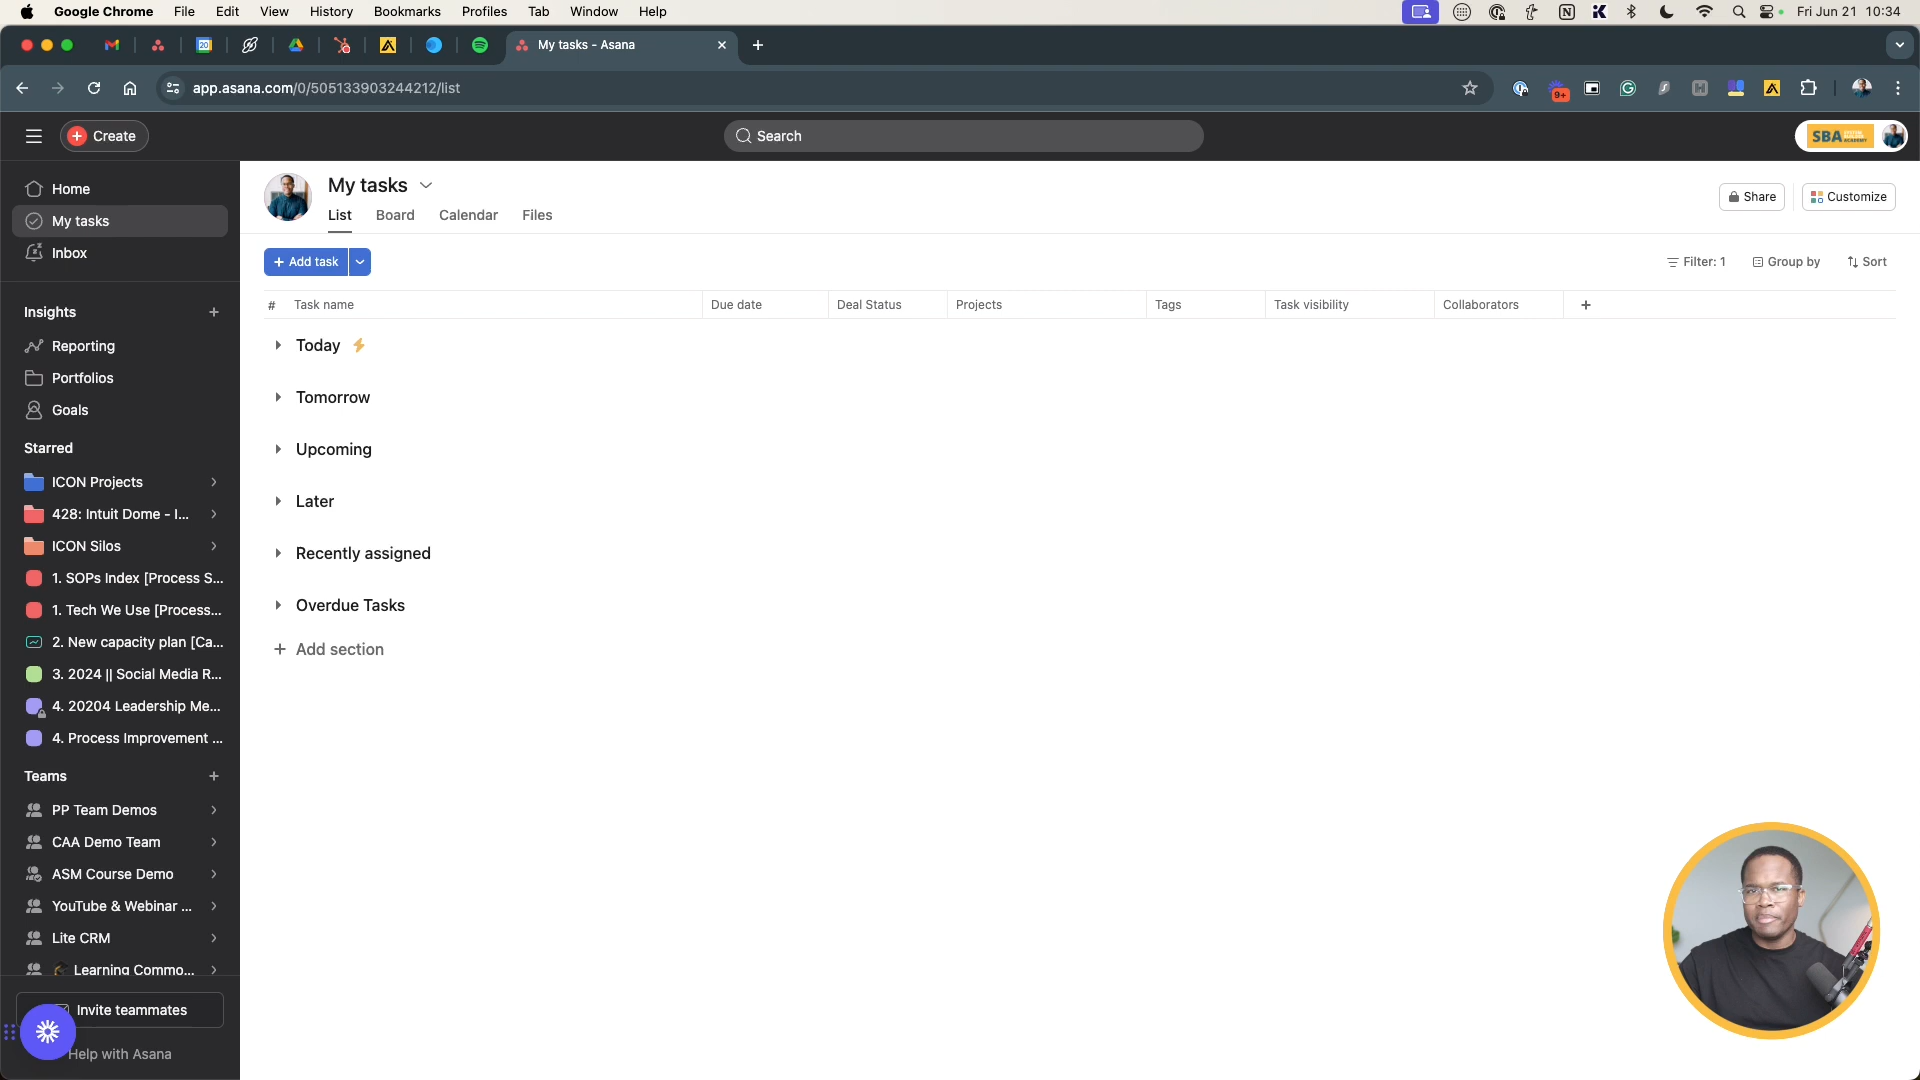 Google Chrome File Edit View History Bookmarks Profiles Tab Window Help Fri Jun 21 10:34
20 My tasks - Asana
app.asana.com/0/505133903244212/list 9+
Create Search SBA
Home
My tasks
Inbox
Insights
Reporting
Portfolios
Goals
Starred
ICON Projects
428: Intuit Dome - I...
ICON Silos
1. SOPs Index [Process S...
1. Tech We Use [Process...
2. New capacity plan [Ca...
3. 2024 || Social Media R...
4. 20204 Leadership Me...
4. Process Improvement ...
Teams
PP Team Demos
CAA Demo Team
ASM Course Demo
YouTube & Webinar ...
Lite CRM
Learning Commo...
Invite teammates
Help with Asana
My tasks
List Board Calendar Files
Share Customize
+ Add task Filter: 1 Group by Sort
# Task name Due date Deal Status Projects Tags Task visibility Collaborators +
Today
Tomorrow
Upcoming
Later
Recently assigned
Overdue Tasks
+ Add section